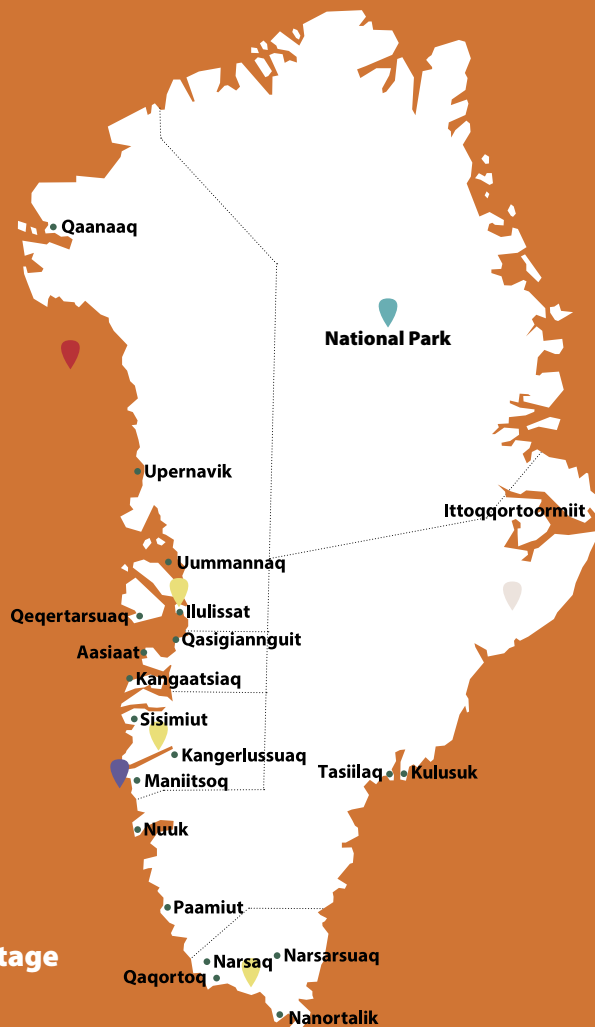 Qaanaaq
National Park
Upernavik
Ittoqqortoormiit
Uummannaq
Ilulissat
Qeqertarsuaq
Qasigiannguit
Aasiaat
Kangaatsiaq
Sisimiut
Kangerlussuaq
Tasiilaq
Kulusuk
Maniitsoq
Nuuk
Paamiut
tage
Narsaq
Narsarsuaq
Qaqortoq
Nanortalik